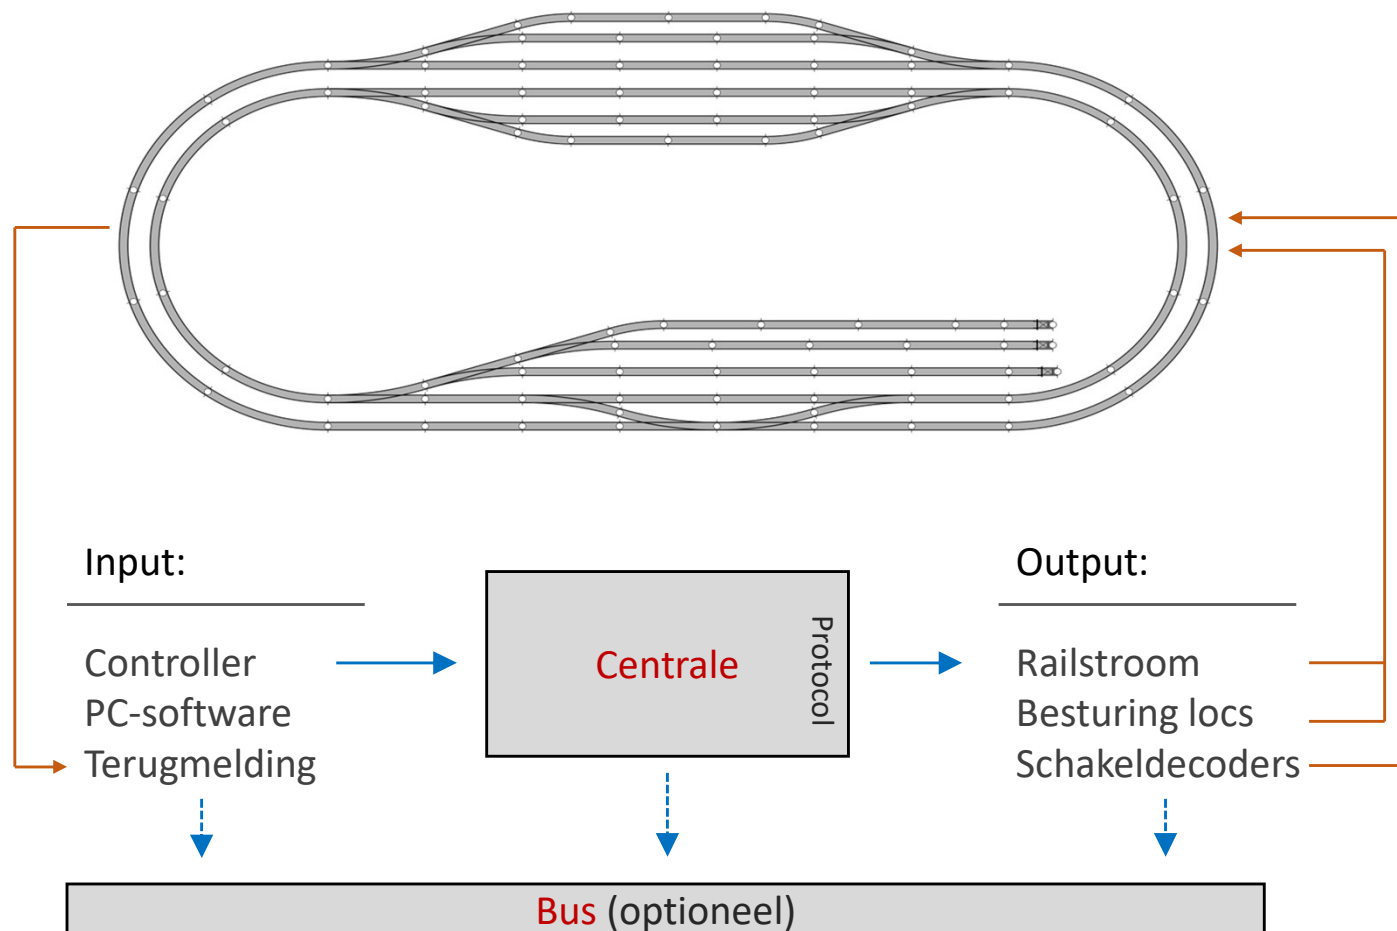 Input:
Output:
Controller
PC-software
Terugmelding
Centrale
Protocol
Railstroom
Besturing locs
Schakeldecoders
Bus (optioneel)